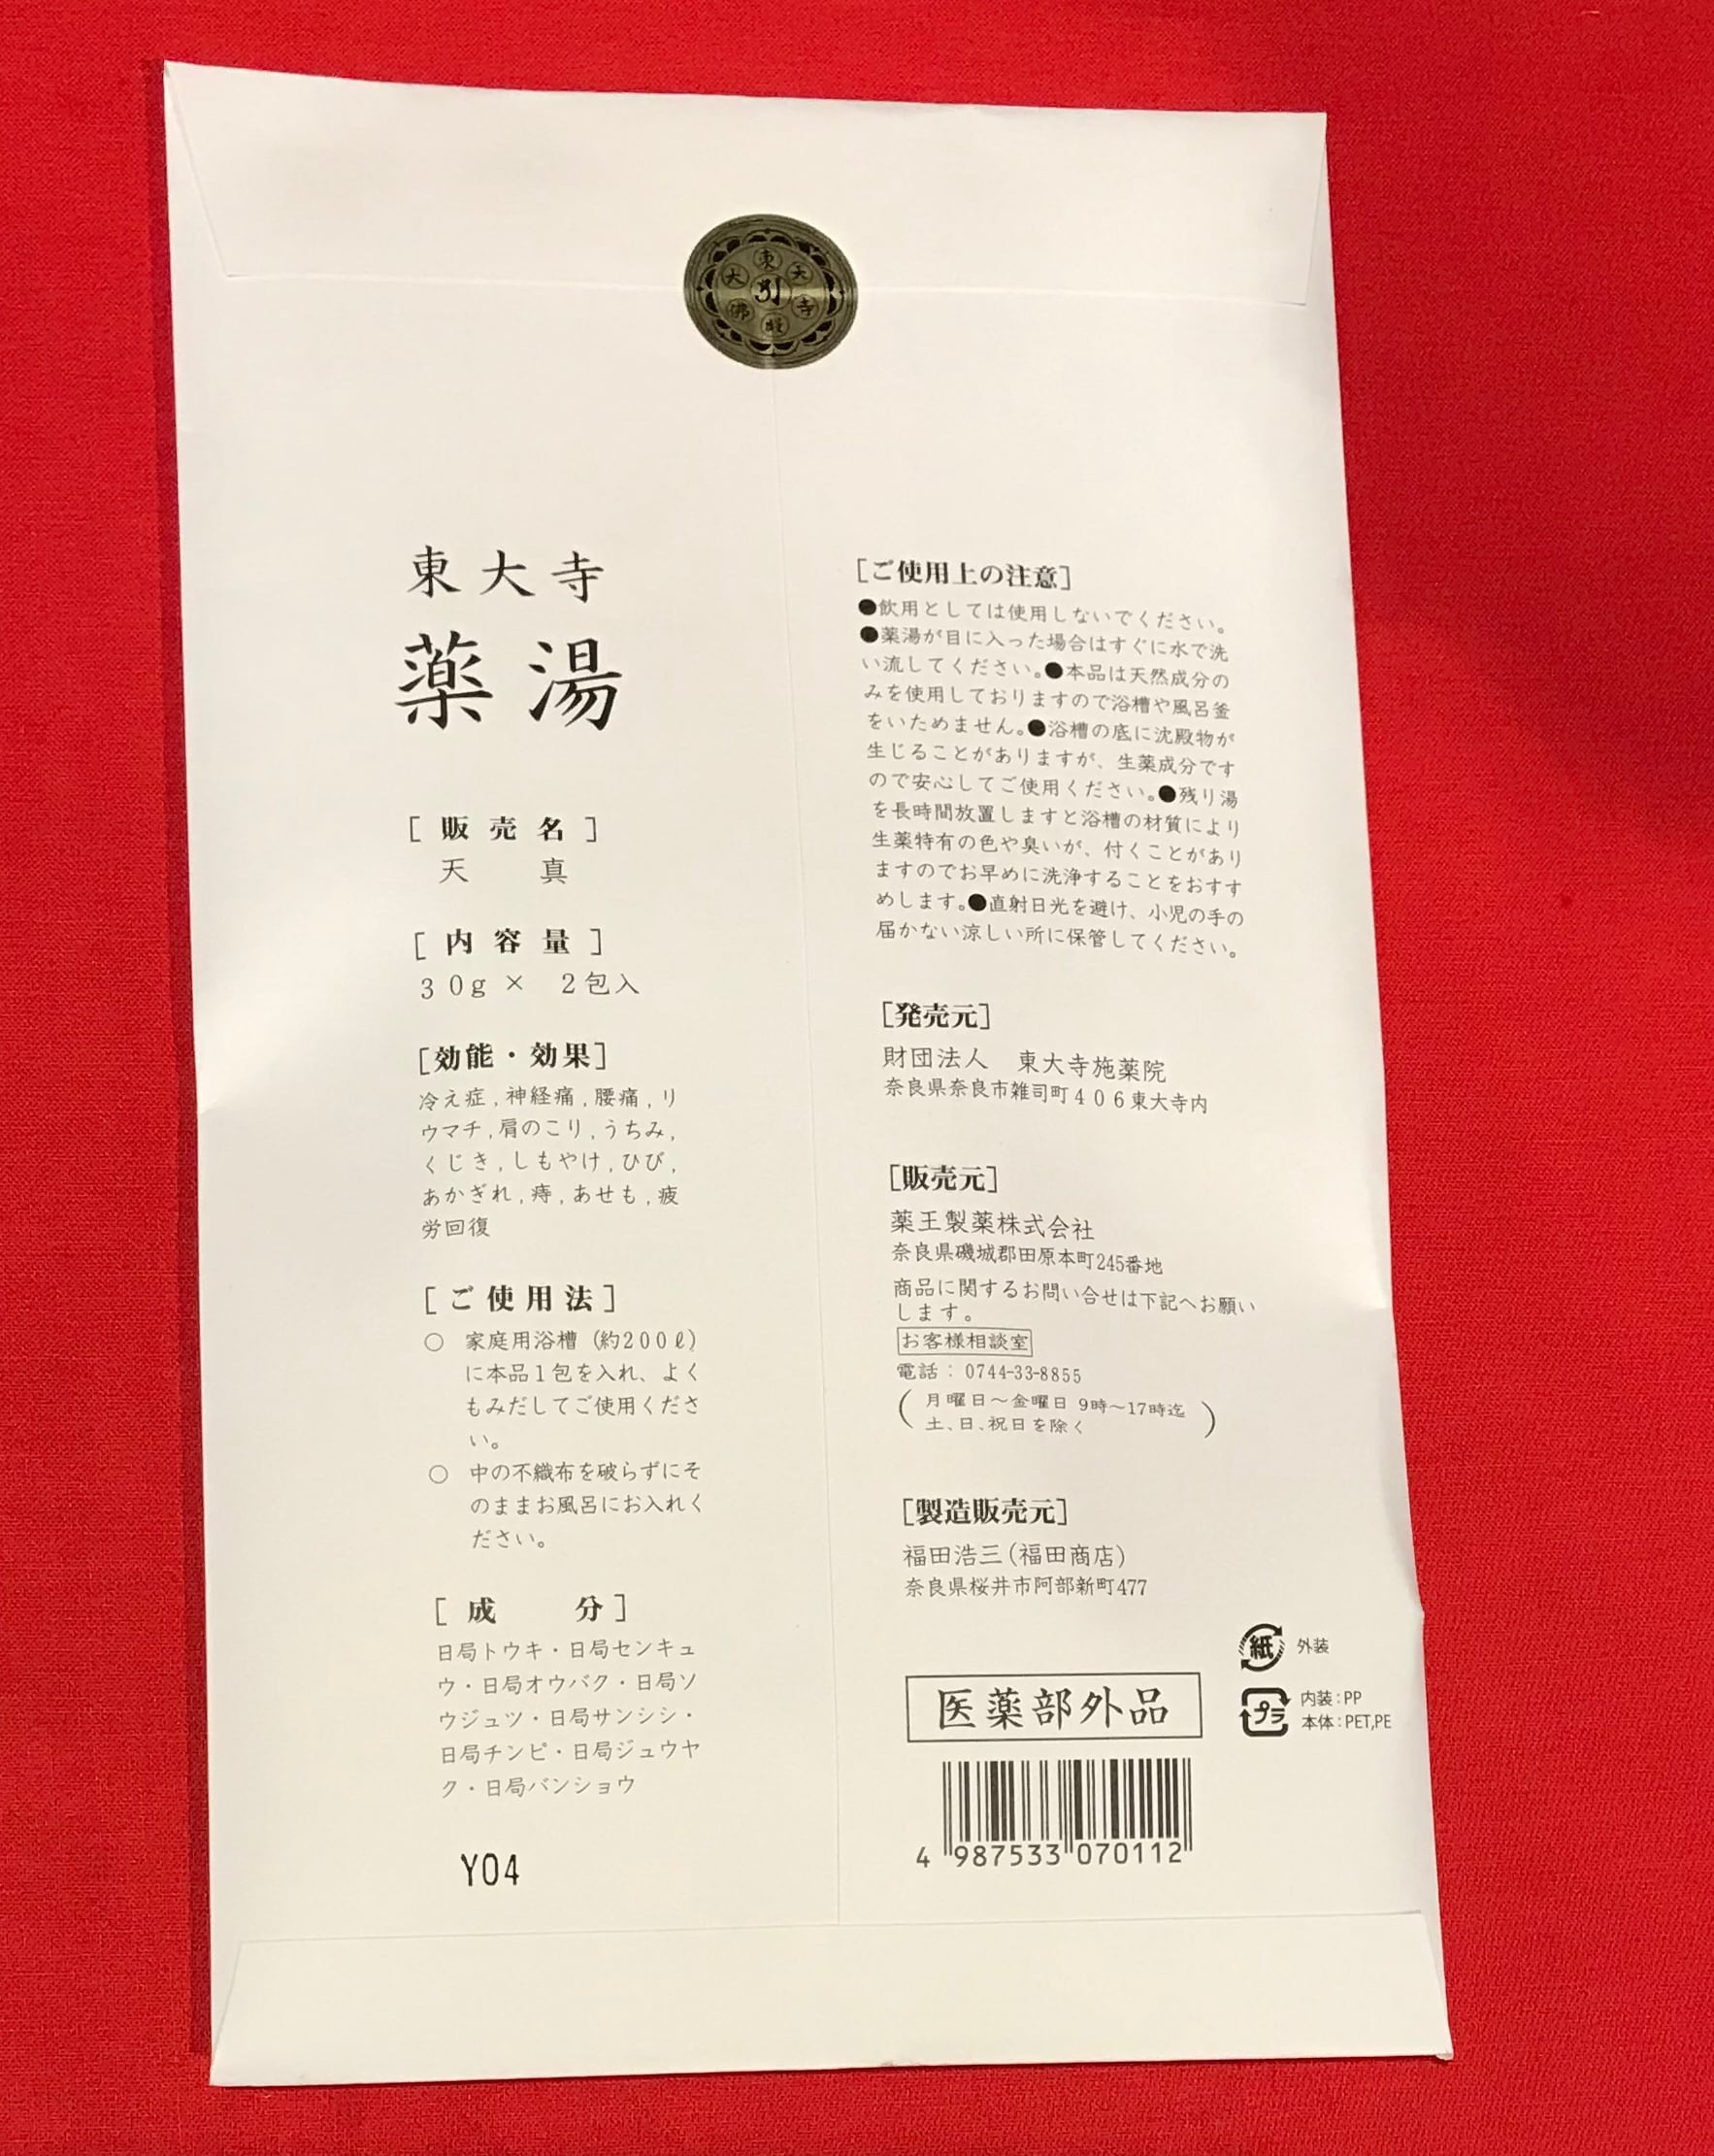 東大寺
薬湯
[販売名]
天 真
[内容量]
30g × 2包入
[効能・効果]
冷え症,神経痛,腰痛,リ
ウマチ,肩のこり,うちみ,
くじき,しもやけ,ひび,
あかぎれ,痔,あせも,疲
労回復
[ご使用法]
○ 家庭用浴槽(約200ℓ)
に本品1包を入れ、よく
もみだしてご使用くださ
い。
○ 中の不織布を破らずにそ
のままお風呂にお入れく
ださい。
[成 分]
日局トウキ・日局センキュ
ウ・日局オウバク・日局ソ
ウジュツ・日局サンシシ・
日局チンピ・日局ジュウヤ
ク・日局バンショウ
Y04
[ご使用上の注意]
●飲用としては使用しないでください。
●薬湯が目に入った場合はすぐに水で洗
い流してください。●本品は天然成分の
みを使用しておりますので浴槽や風呂釜
をいためません。●浴槽の底に沈殿物が
生じることがありますが、生薬成分です
ので安心してご使用ください。●残り湯
を長時間放置しますと浴槽の材質により
生薬特有の色や臭いが、付くことがあり
ますのでお早めに洗浄することをおすす
めします。●直射日光を避け、小児の手の
届かない涼しい所に保管してください。
[発売元]
財団法人 東大寺施薬院
奈良県奈良市雑司町406東大寺内
[販売元]
薬王製薬株式会社
奈良県磯城郡田原本町245番地
商品に関するお問い合せは下記へお願い
します。
お客様相談室
電話：0744-33-8855
(月曜日～金曜日 9時～17時迄
土、日、祝日を除く)
[製造販売元]
福田浩三(福田商店)
奈良県桜井市阿部新町477
紙 外装
プラ 内装:PP
本体:PET,PE
医薬部外品
4 987533 070112